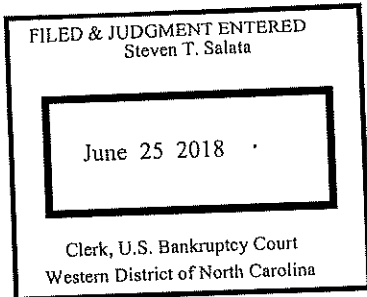 FILED & JUDGMENT ENTERED
Steven T. Salata
June 25 2018
Clerk, U.S. Bankruptcy Court
Western District of North Carolina